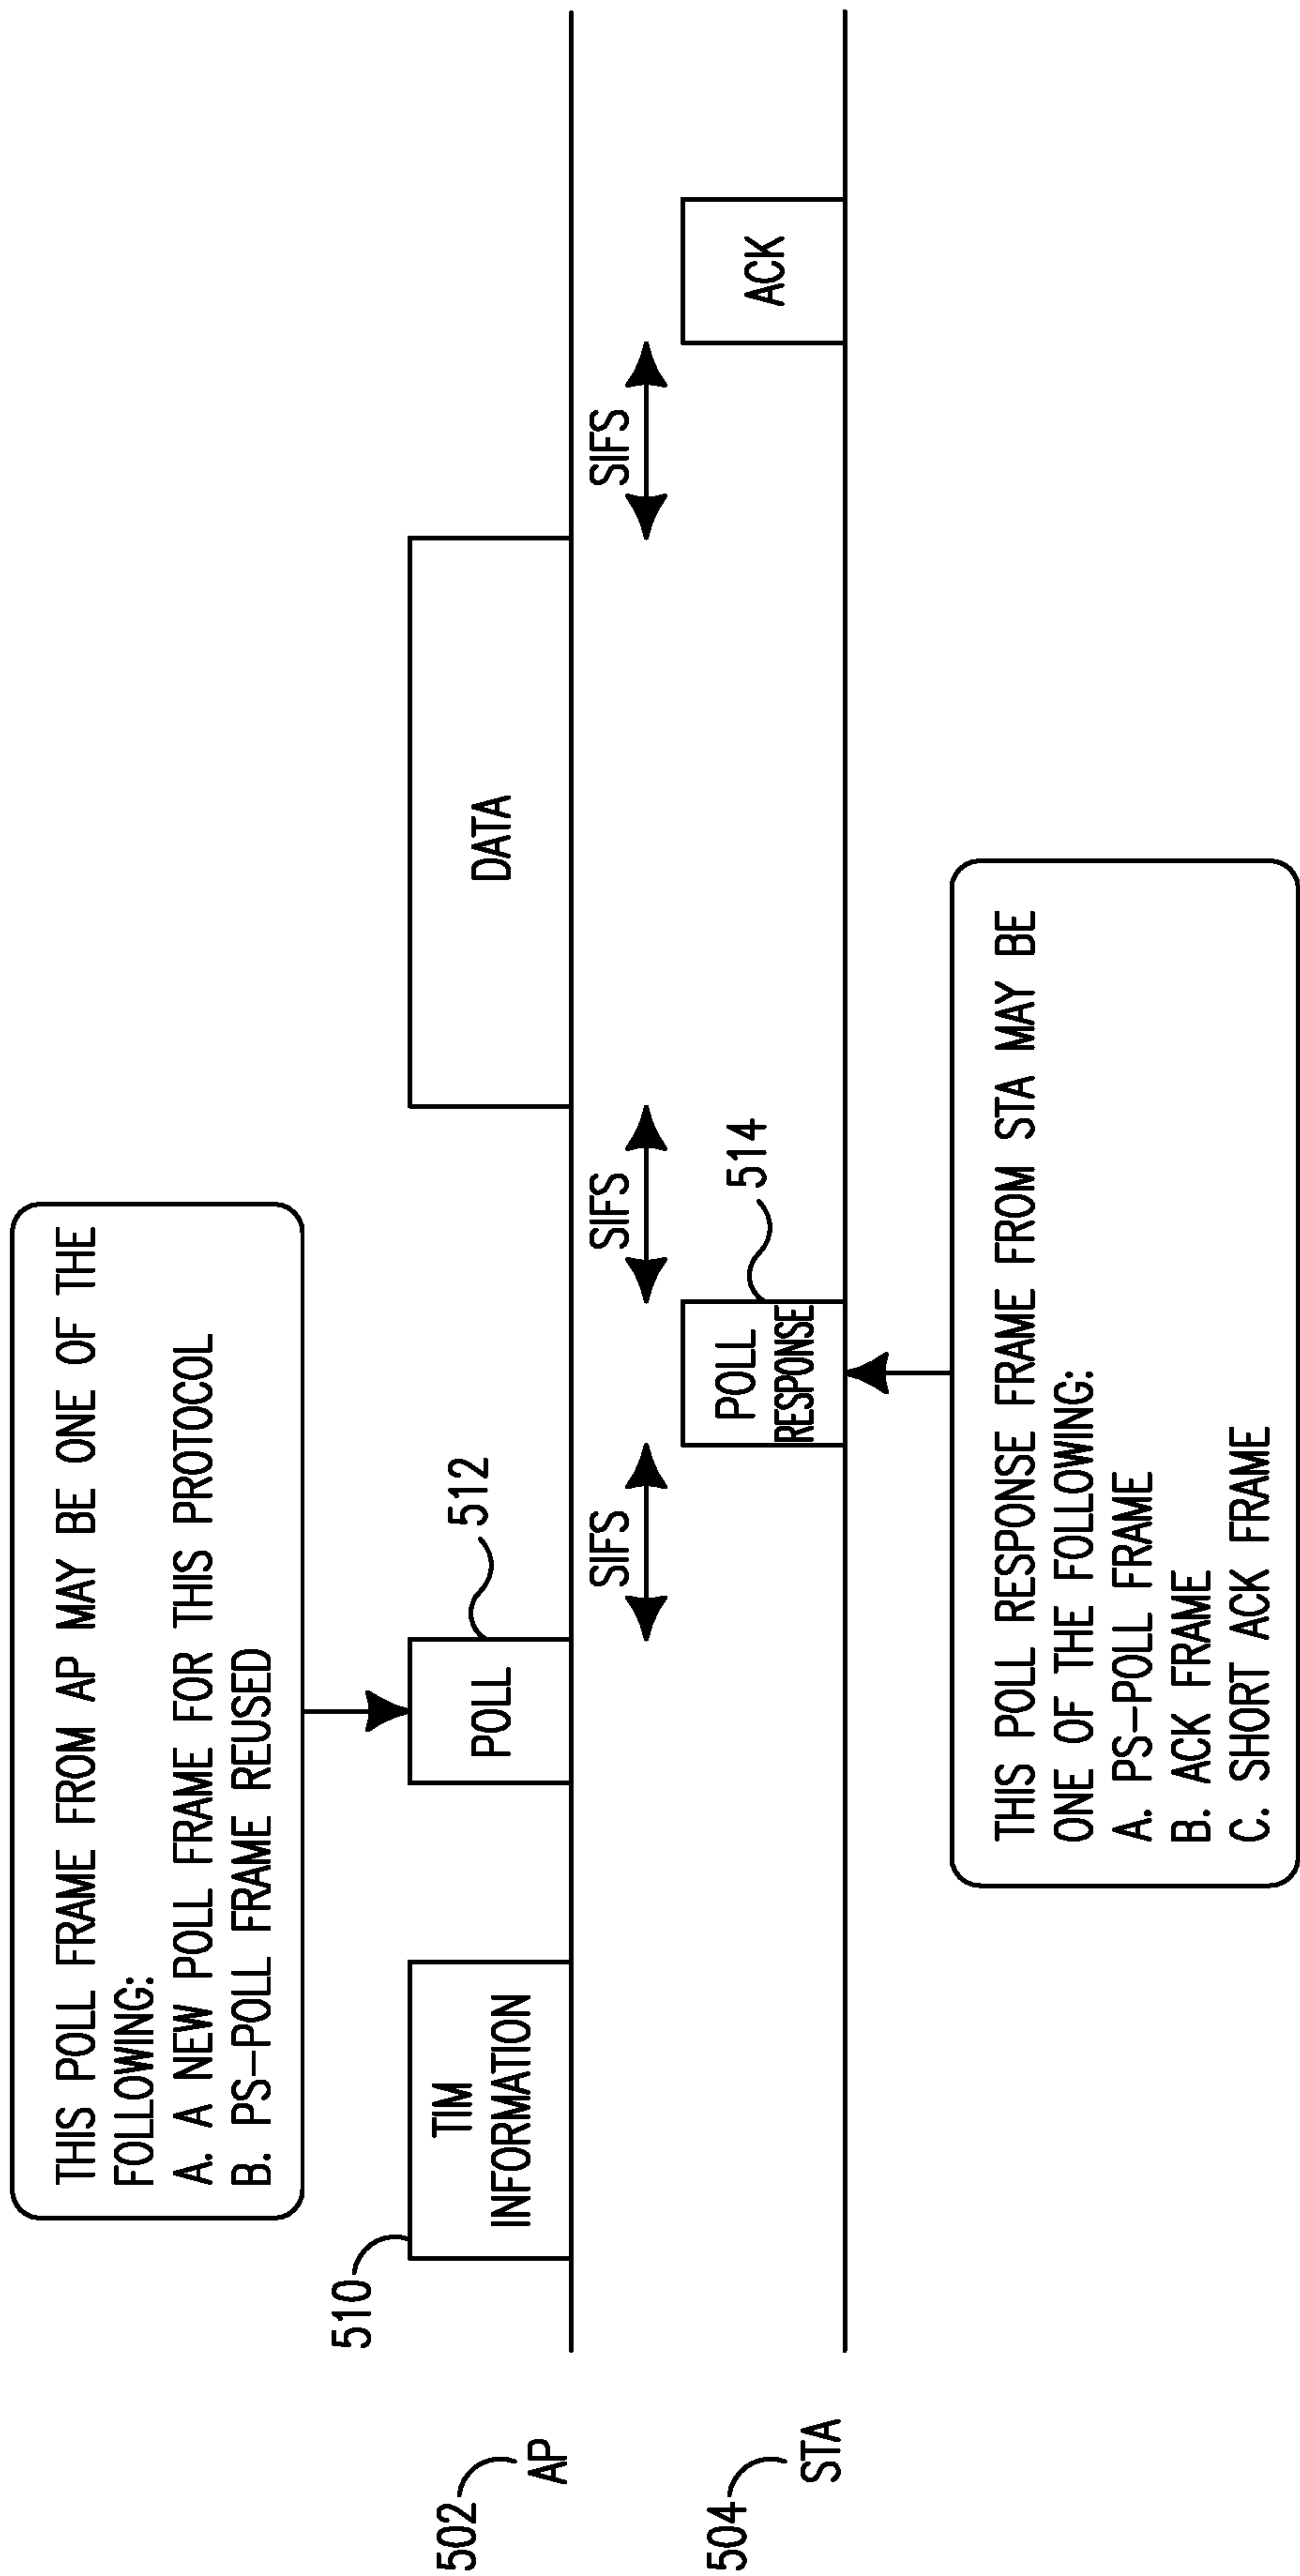 THIS POLL FRAME FROM AP MAY BE ONE OF THE
FOLLOWING:
A. A NEW POLL FRAME FOR THIS PROTOCOL
B. PS-POLL FRAME REUSED
510
TIM
INFORMATION
POLL
512
DATA
502
AP
SIFS
SIFS
SIFS
POLL
RESPONSE
514
ACK
504
STA
THIS POLL RESPONSE FRAME FROM STA MAY BE
ONE OF THE FOLLOWING:
A. PS-POLL FRAME
B. ACK FRAME
C. SHORT ACK FRAME